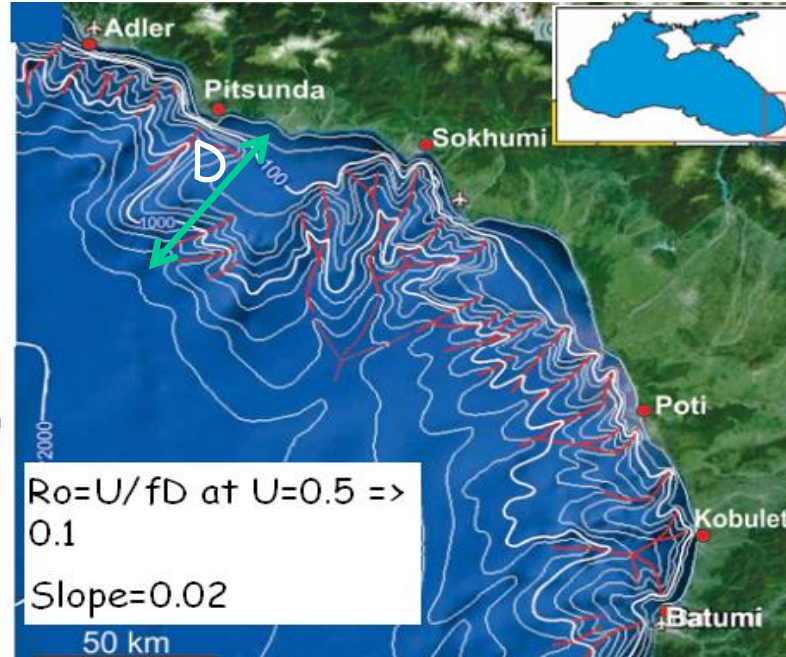 Adler
Pitsunda
Sokhumi
D
100
1000
Poti
2000
Ro=U/fD at U=0.5 =>
0.1
Slope=0.02
Kobulet
Batumi
50 km